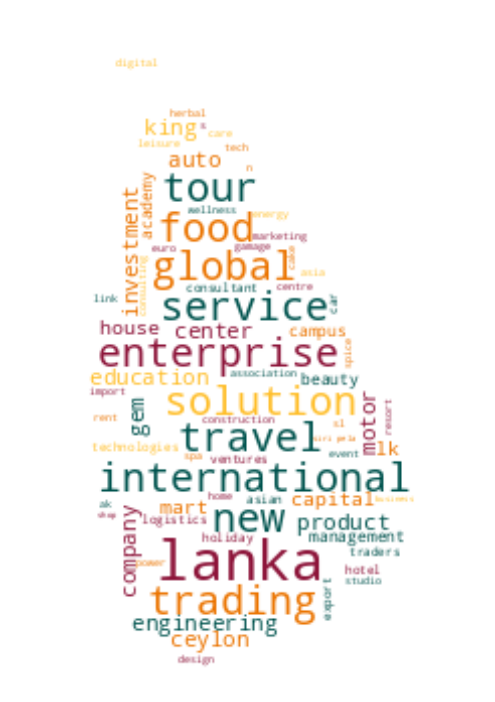 digital
herbal
king s care
leisure tech
auto n
academy
tour
investment
wellness
food energy
marketing
euro gamage
cake
global
consulting
asia
consultant centre
link
service car
house center campus
enterprise spice
association
education beauty
import
solution
gem
motor
resort
rent construction sl
travel siri pela
technologies lk
spa ventures event
international
home asian capital business
ak
mart new
shop
company
logistics product
holiday management
traders
lanka
power hotel
studio
trading export
engineering
ceylon
design